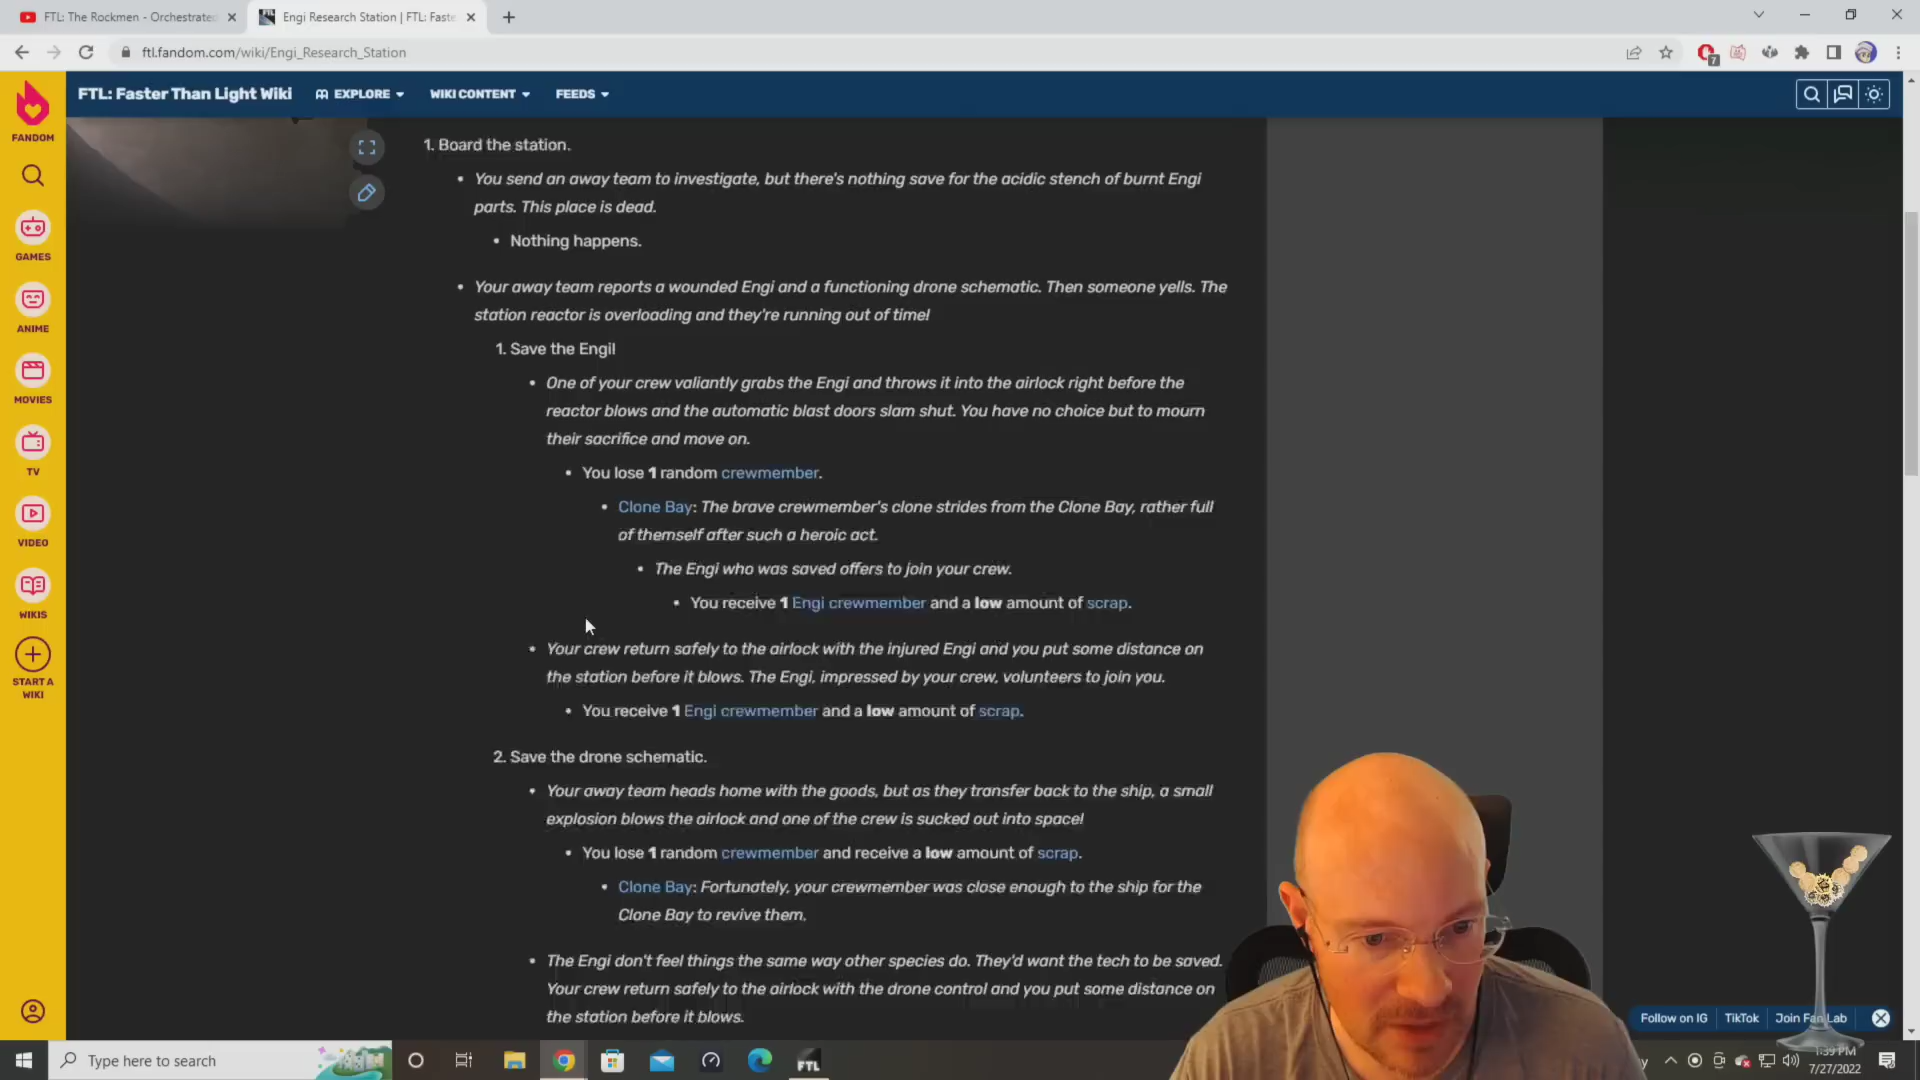 FTL: The Rockmen - Orchestrated
Engi Research Station | FTL: Faste
ftl.fandom.com/wiki/Engi_Research_Station
7
FANDOM
GAMES
ANIME
MOVIES
TV
VIDEO
WIKIS
START A
WIKI
FTL: Faster Than Light Wiki
EXPLORE
WIKI CONTENT
FEEDS
1. Board the station.
• You send an away team to investigate, but there's nothing save for the acidic stench of burnt Engi
parts. This place is dead.
• Nothing happens.
• Your away team reports a wounded Engi and a functioning drone schematic. Then someone yells. The
station reactor is overloading and they're running out of time!
1. Save the Engi!
• One of your crew valiantly grabs the Engi and throws it into the airlock right before the
reactor blows and the automatic blast doors slam shut. You have no choice but to mourn
their sacrifice and move on.
• You lose 1 random crewmember.
• Clone Bay: The brave crewmember's clone strides from the Clone Bay, rather full
of themself after such a heroic act.
• The Engi who was saved offers to join your crew.
• You receive 1 Engi crewmember and a low amount of scrap.
• Your crew return safely to the airlock with the injured Engi and you put some distance on
the station before it blows. The Engi, impressed by your crew, volunteers to join you.
• You receive 1 Engi crewmember and a low amount of scrap.
2. Save the drone schematic.
• Your away team heads home with the goods, but as they transfer back to the ship, a small
explosion blows the airlock and one of the crew is sucked out into space!
• You lose 1 random crewmember and receive a low amount of scrap.
• Clone Bay: Fortunately, your crewmember was close enough to the ship for the
Clone Bay to revive them.
• The Engi don't feel things the same way other species do. They'd want the tech to be saved.
Your crew return safely to the airlock with the drone control and you put some distance on
the station before it blows.
Follow on IG
TikTok
Join Fan Lab
Type here to search
FTL
1:39 PM
7/27/2022